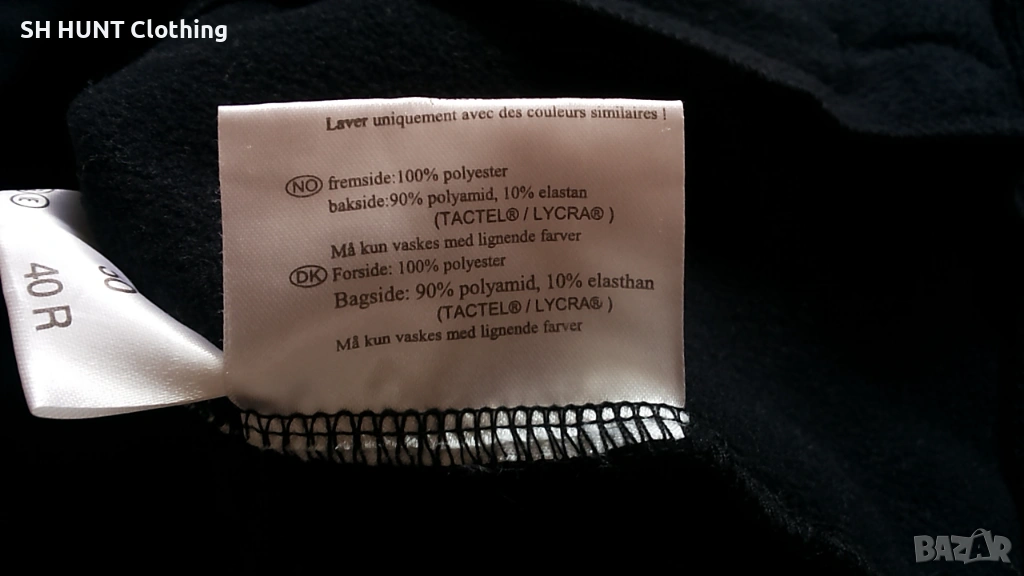 SH HUNT Clothing
Laver uniquement avec des couleurs similaires !
NO fremside:100% polyester
bakside:90% polyamid, 10% elastan
(TACTEL® / LYCRA® )
Må kun vaskes med lignende farver
DK Forside: 100% polyester
Bagside: 90% polyamid, 10% elasthan
(TACTEL® / LYCRA® )
Må kun vaskes med lignende farver
40 R
BAZAR